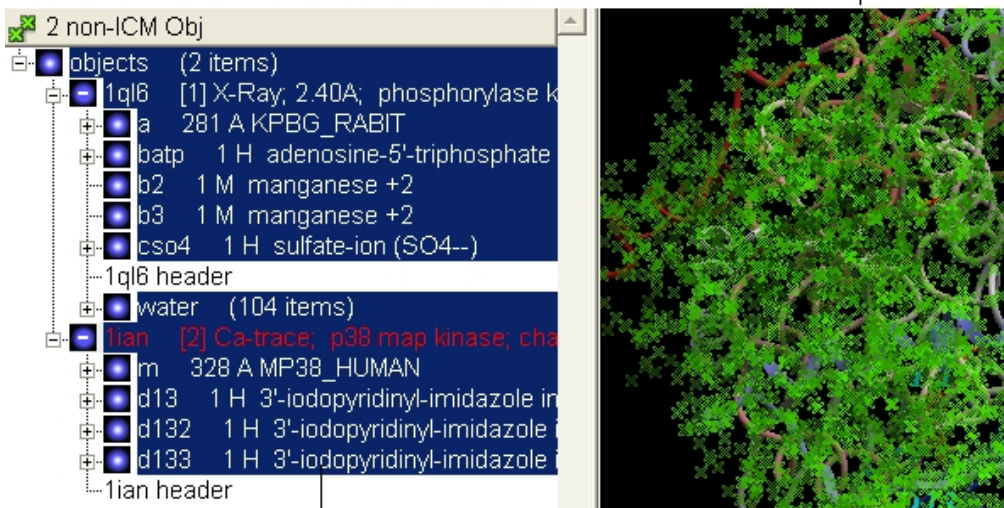 2 non-ICM Obj
objects (2 items)
1ql6 [1] X-Ray; 2.40A; phosphorylase k
a 281 A KPBG_RABIT
batp 1 H adenosine-5'-triphosphate
b2 1 M manganese +2
b3 1 M manganese +2
cso4 1 H sulfate-ion (SO4--)
1ql6 header
water (104 items)
1ian [2] Ca-trace; p38 map kinase; cha
m 328 A MP38_HUMAN
d13 1 H 3'-iodopyridinyl-imidazole in
d132 1 H 3'-iodopyridinyl-imidazole i
d133 1 H 3'-iodopyridinyl-imidazole i
1ian header